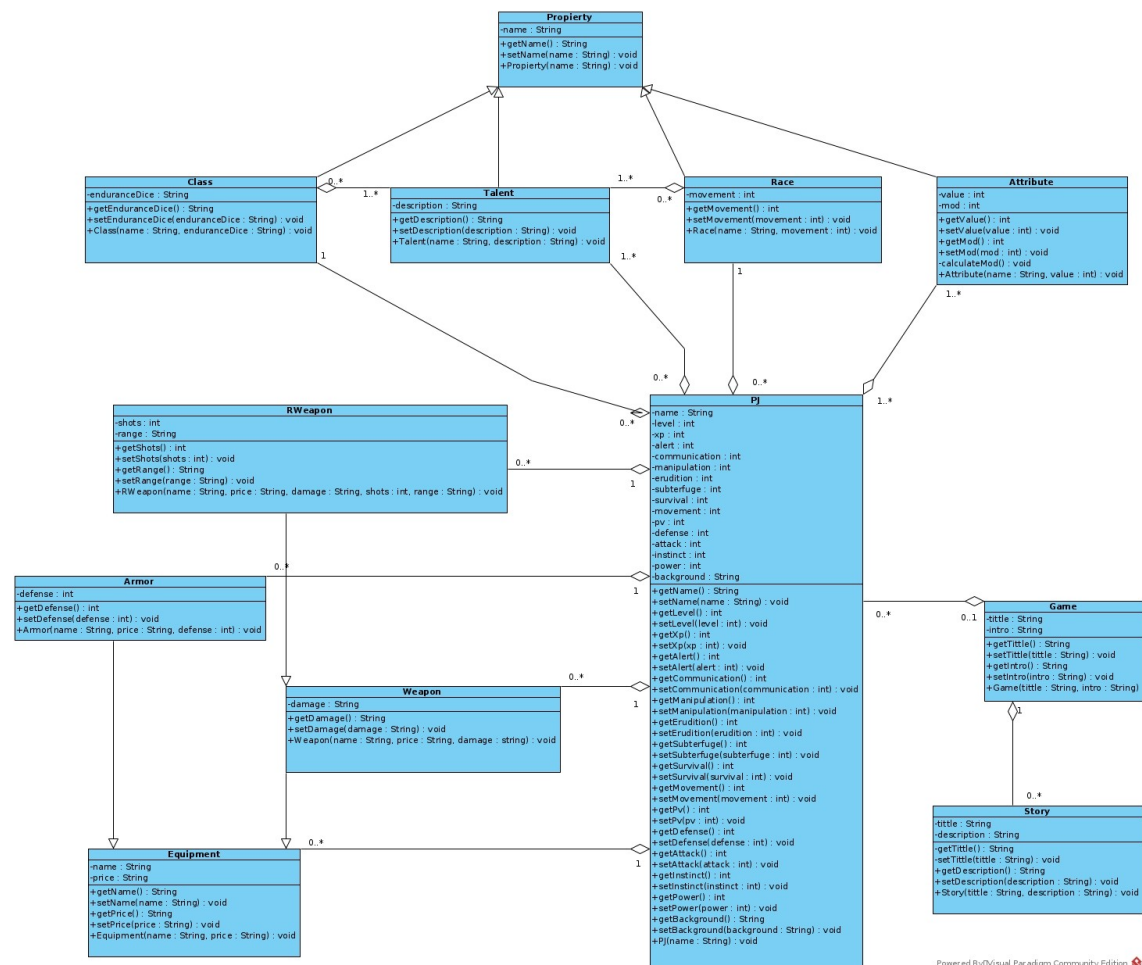 Propierty
-name : String
+getName() : String
+setName(name : String) : void
+Propierty(name : String) : void
Class
-enduranceDice : String
+getEnduranceDice() : String
+setEnduranceDice(enduranceDice : String) : void
+Class(name : String, enduranceDice : String) : void
0..*
1..*
Talent
-description : String
+getDescription() : String
+setDescription(description : String) : void
+Talent(name : String, description : String) : void
1..*
0..*
Race
-movement : int
+getMovement() : int
+setMovement(movement : int) : void
+Race(name : String, movement : int) : void
Attribute
-value : int
-mod : int
+getValue() : int
+setValue(value : int) : void
+getMod() : int
+setMod(mod : int) : void
-calculateMod() : void
+Attribute(name : String, value : int) : void
1
1..*
1
1..*
0..*
0..*
0..*
1..*
RWeapon
-shots : int
-range : String
+getShots() : int
+setShots(shots : int) : void
+getRange() : String
+setRange(range : String) : void
+RWeapon(name : String, price : String, damage : String, shots : int, range : String) : void
0..*
1
PJ
-name : String
-level : int
-xp : int
-alert : int
-communication : int
-manipulation : int
-erudition : int
-subterfuge : int
-survival : int
-movement : int
-pv : int
-defense : int
-attack : int
-instinct : int
-power : int
-background : String
+getName() : String
+setName(name : String) : void
+getLevel() : int
+setLevel(level : int) : void
+getXp() : int
+setXp(xp : int) : void
+getAlert() : int
+setAlert(alert : int) : void
+getCommunication() : int
+setCommunication(communication : int) : void
+getManipulation() : int
+setManipulation(manipulation : int) : void
+getErudition() : int
+setErudition(erudition : int) : void
+getSubterfuge() : int
+setSubterfuge(subterfuge : int) : void
+getSurvival() : int
+setSurvival(survival : int) : void
+getMovement() : int
+setMovement(movement : int) : void
+getPv() : int
+setPv(pv : int) : void
+getDefense() : int
+setDefense(defense : int) : void
+getAttack() : int
+setAttack(attack : int) : void
+getInstinct() : int
+setInstinct(instinct : int) : void
+getPower() : int
+setPower(power : int) : void
+getBackground() : String
+setBackground(background : String) : void
+PJ(name : String) : void
Armor
-defense : int
+getDefense() : int
+setDefense(defense : int) : void
+Armor(name : String, price : String, defense : int) : void
0..*
1
Weapon
-damage : String
+getDamage() : String
+setDamage(damage : String) : void
+Weapon(name : String, price : String, damage : string) : void
0..*
1
Equipment
-name : String
-price : String
+getName() : String
+setName(name : String) : void
+getPrice() : String
+setPrice(price : String) : void
+Equipment(name : String, price : String) : void
0..*
1
0..*
0..1
Game
-tittle : String
-intro : String
+getTittle() : String
+setTittle(tittle : String) : void
+getIntro() : String
+setIntro(intro : String) : void
+Game(tittle : String, intro : String)
1
0..*
Story
-tittle : String
-description : String
-getTittle() : String
-setTittle(tittle : String) : void
+getDescription() : String
+setDescription(description : String) : void
+Story(tittle : String, description : String) : void
Powered By Visual Paradigm Community Edition